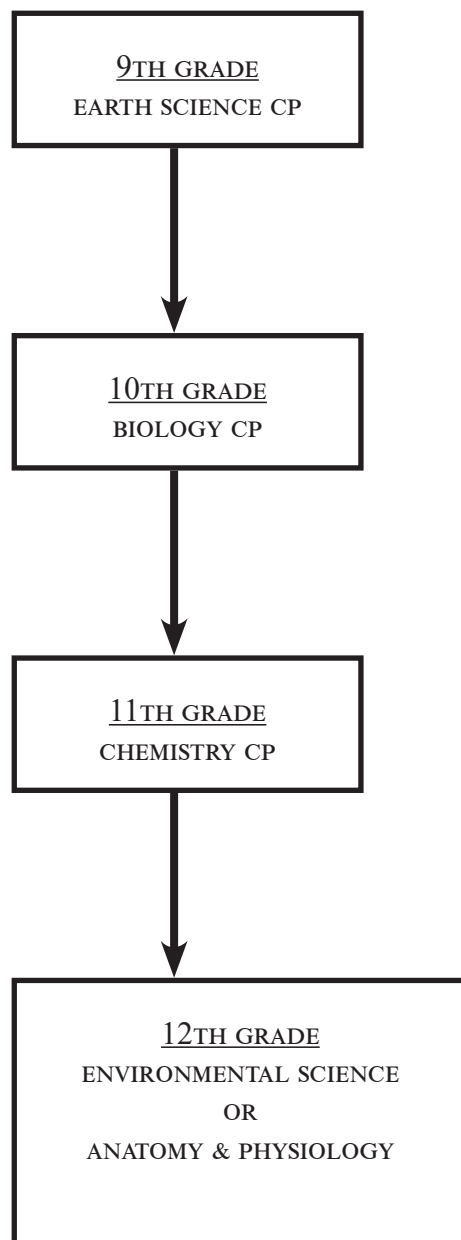 9TH GRADE
EARTH SCIENCE CP
10TH GRADE
BIOLOGY CP
11TH GRADE
CHEMISTRY CP
12TH GRADE
ENVIRONMENTAL SCIENCE
OR
ANATOMY & PHYSIOLOGY